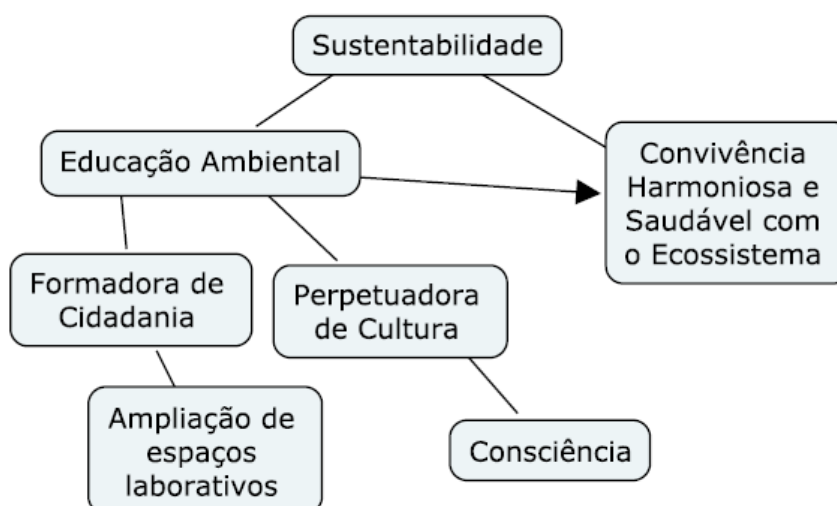 Sustentabilidade
Educação Ambiental
Convivência
Harmoniosa e
Saudável com
o Ecossistema
Formadora de
Cidadania
Perpetuadora
de Cultura
Ampliação de
espaços
laborativos
Consciência